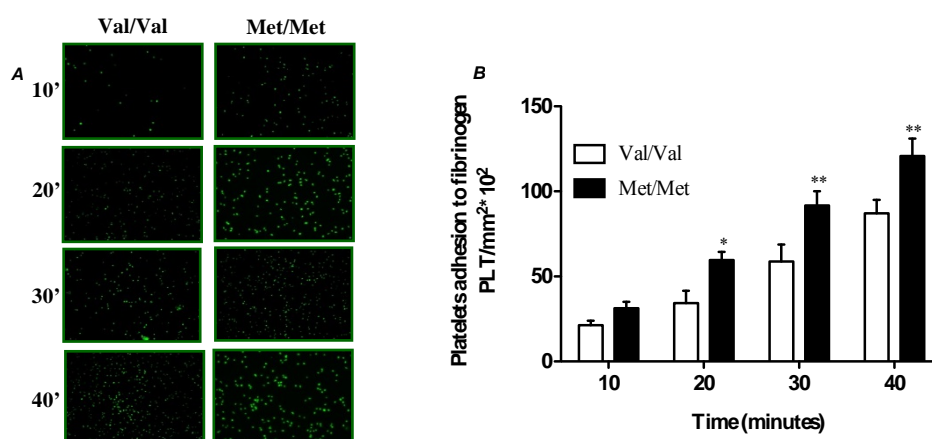 Val/Val Met/Met
A
10’
20’
30’
40’
B
Platelets adhesion to fibrinogen
PLT/mm2* 102
150
100
50
0
Val/Val
Met/Met
*
**
**
10 20 30 40
Time (minutes)